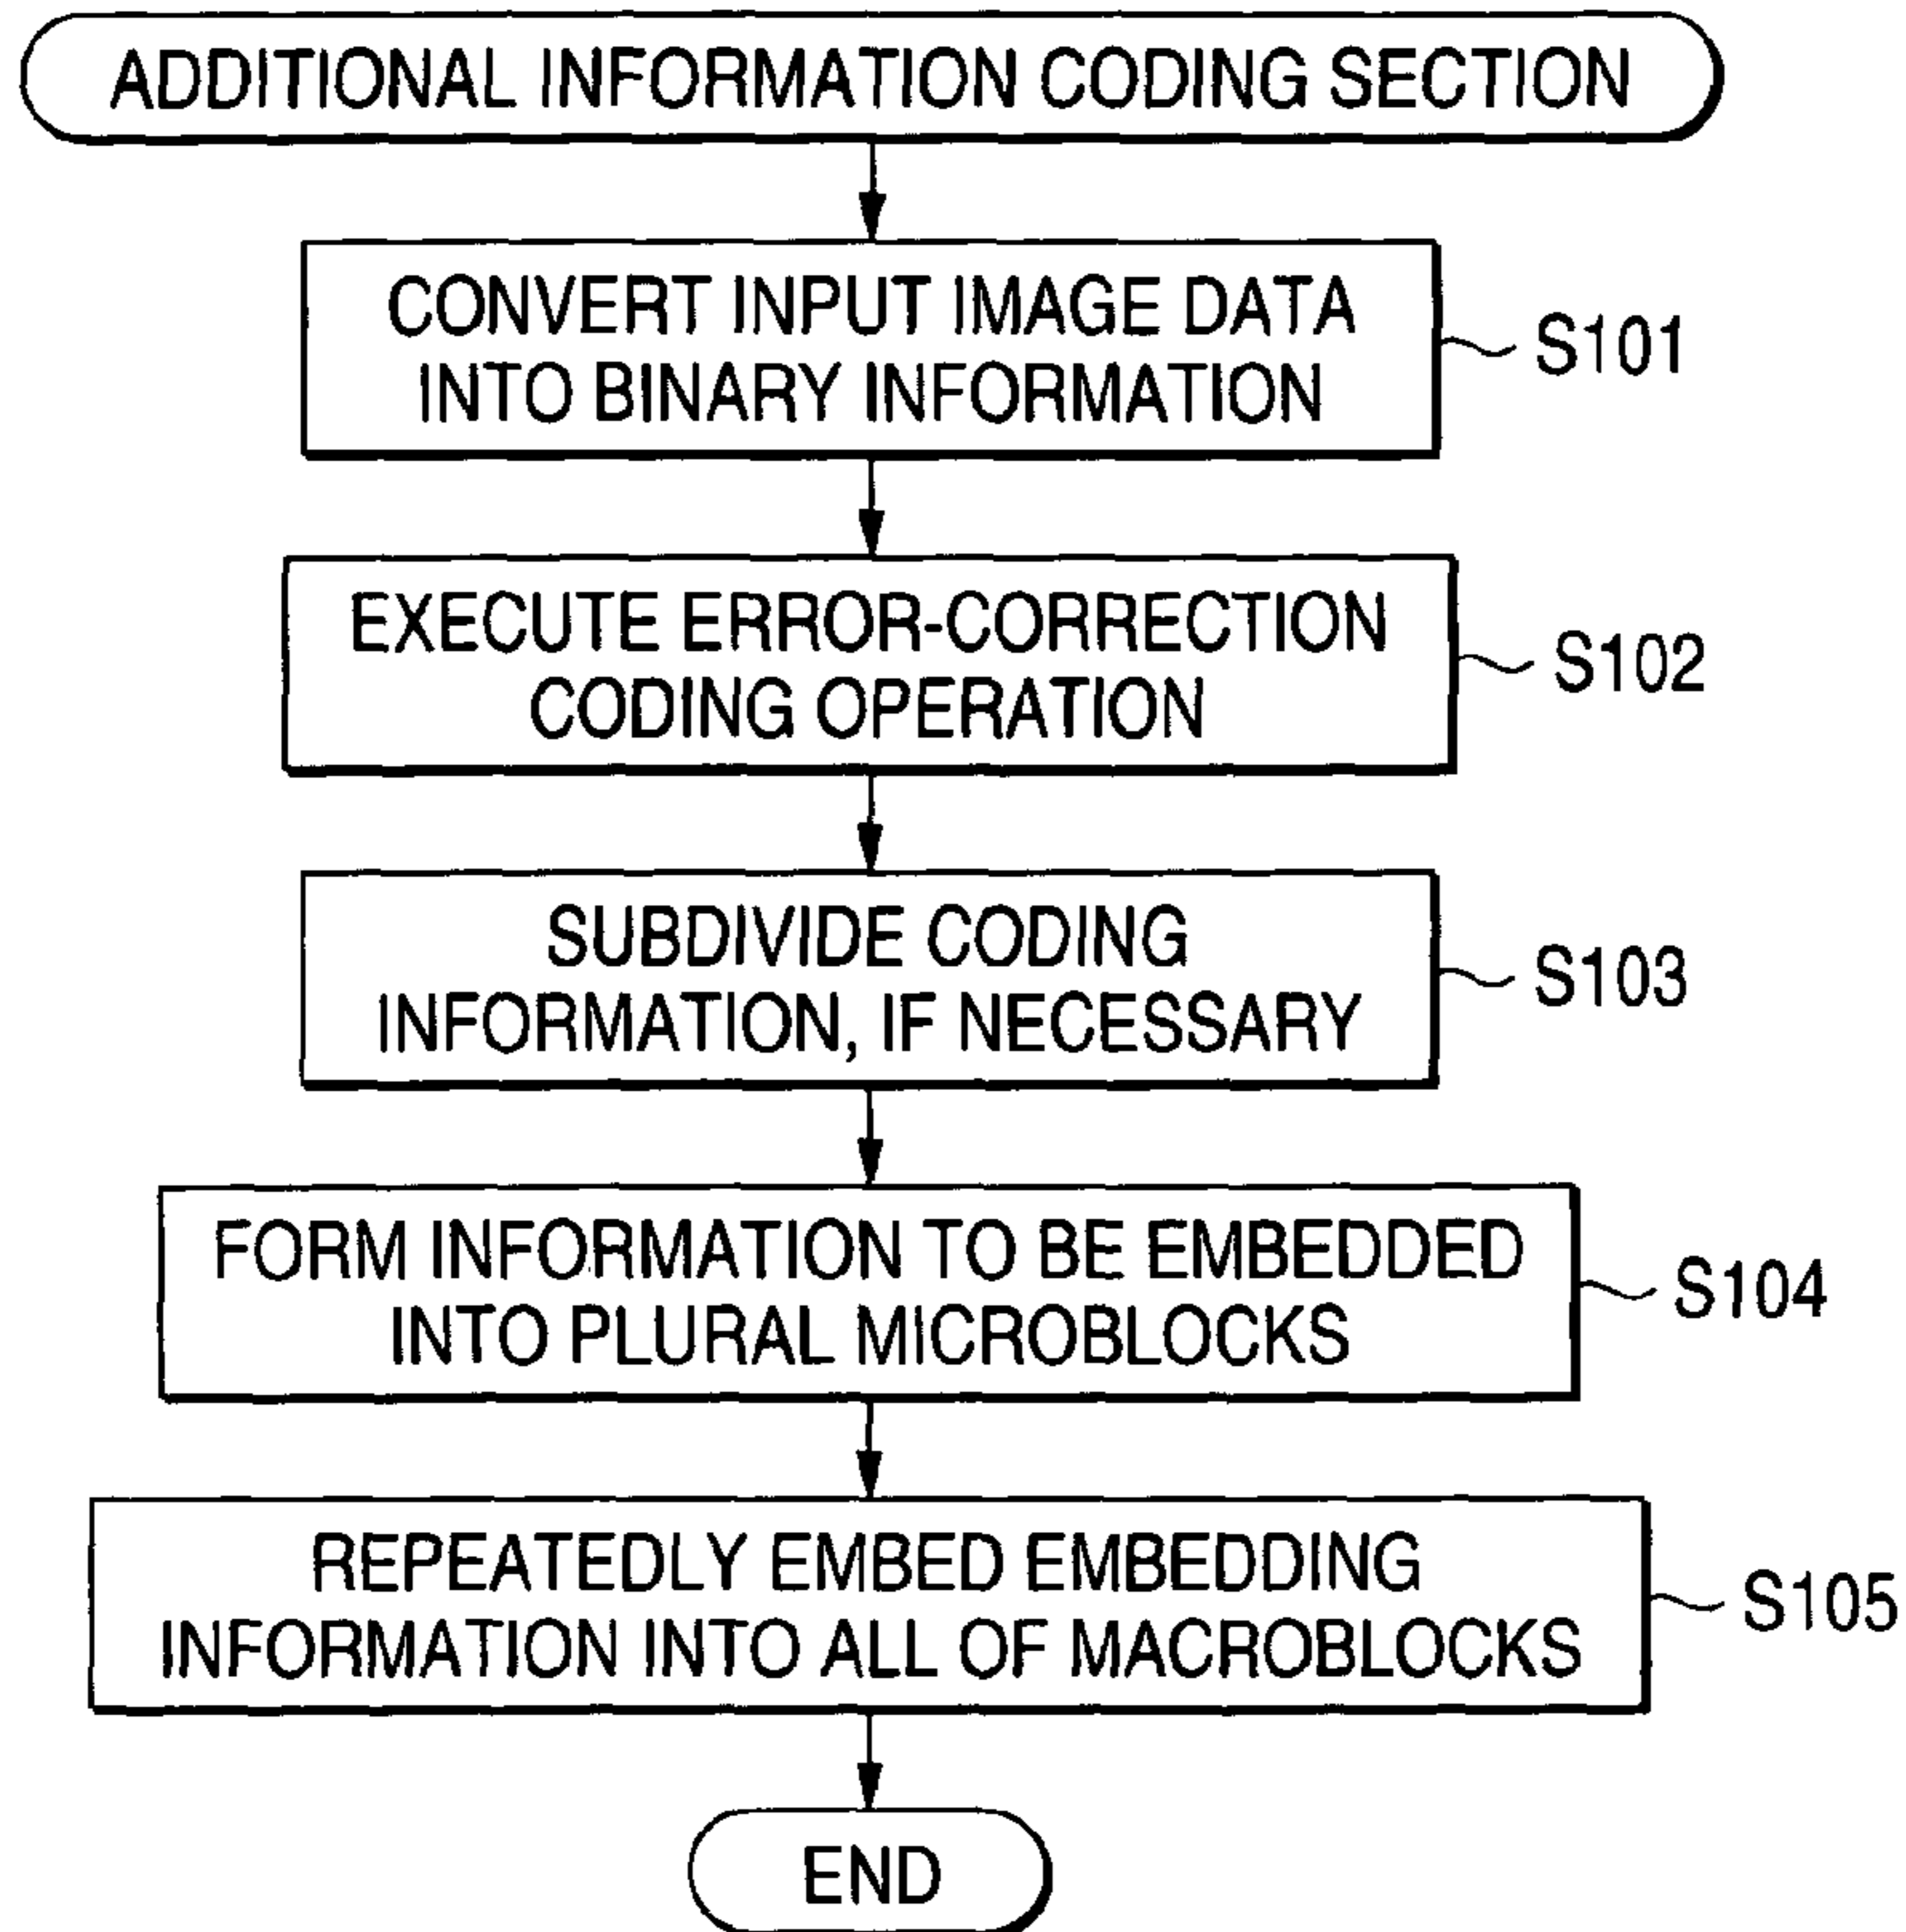 ADDITIONAL INFORMATION CODING SECTION
CONVERT INPUT IMAGE DATA
INTO BINARY INFORMATION
S101
EXECUTE ERROR-CORRECTION
CODING OPERATION
S102
SUBDIVIDE CODING
INFORMATION, IF NECESSARY
S103
FORM INFORMATION TO BE EMBEDDED
INTO PLURAL MICROBLOCKS
S104
REPEATEDLY EMBED EMBEDDING
INFORMATION INTO ALL OF MACROBLOCKS
S105
END